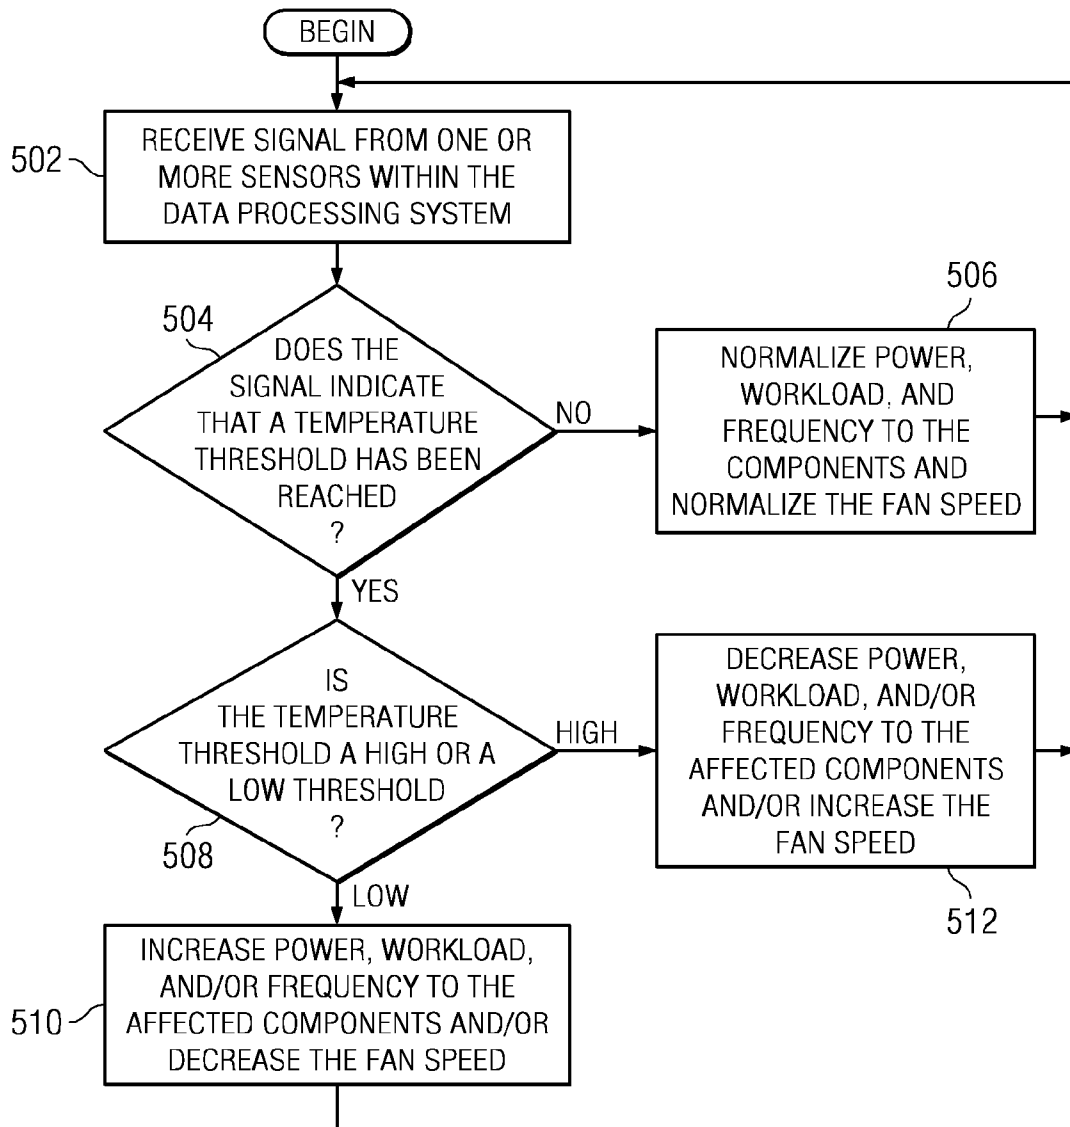 BEGIN
502
RECEIVE SIGNAL FROM ONE OR
MORE SENSORS WITHIN THE
DATA PROCESSING SYSTEM
504
DOES THE
SIGNAL INDICATE
THAT A TEMPERATURE
THRESHOLD HAS BEEN
REACHED
?
NO
506
NORMALIZE POWER,
WORKLOAD, AND
FREQUENCY TO THE
COMPONENTS AND
NORMALIZE THE FAN SPEED
YES
IS
THE TEMPERATURE
THRESHOLD A HIGH OR A
LOW THRESHOLD
?
508
HIGH
DECREASE POWER,
WORKLOAD, AND/OR
FREQUENCY TO THE
AFFECTED COMPONENTS
AND/OR INCREASE THE
FAN SPEED
512
LOW
510
INCREASE POWER, WORKLOAD,
AND/OR FREQUENCY TO THE
AFFECTED COMPONENTS AND/OR
DECREASE THE FAN SPEED